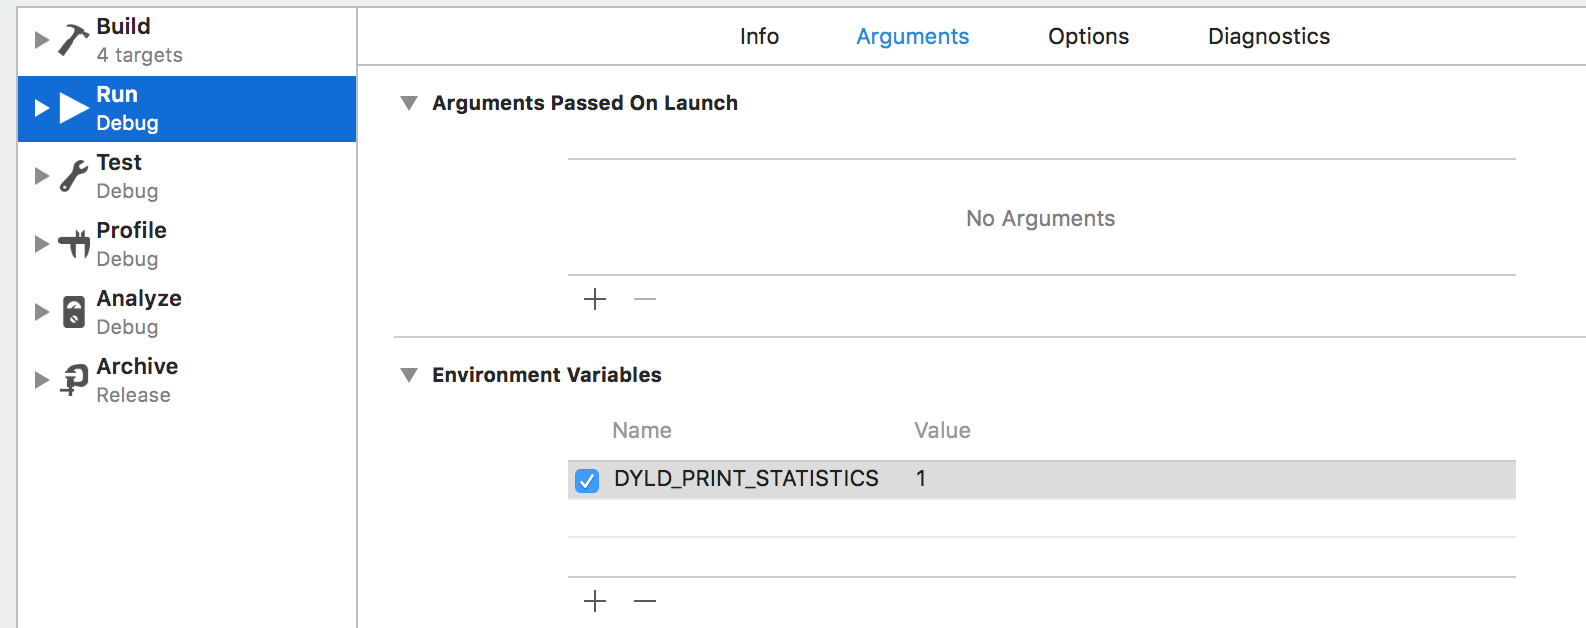 Build
4 targets
Run
Debug
Test
Debug
Profile
Debug
Analyze
Debug
Archive
Release
Info Arguments Options Diagnostics
Arguments Passed On Launch
No Arguments
Environment Variables
Name Value
DYLD_PRINT_STATISTICS 1